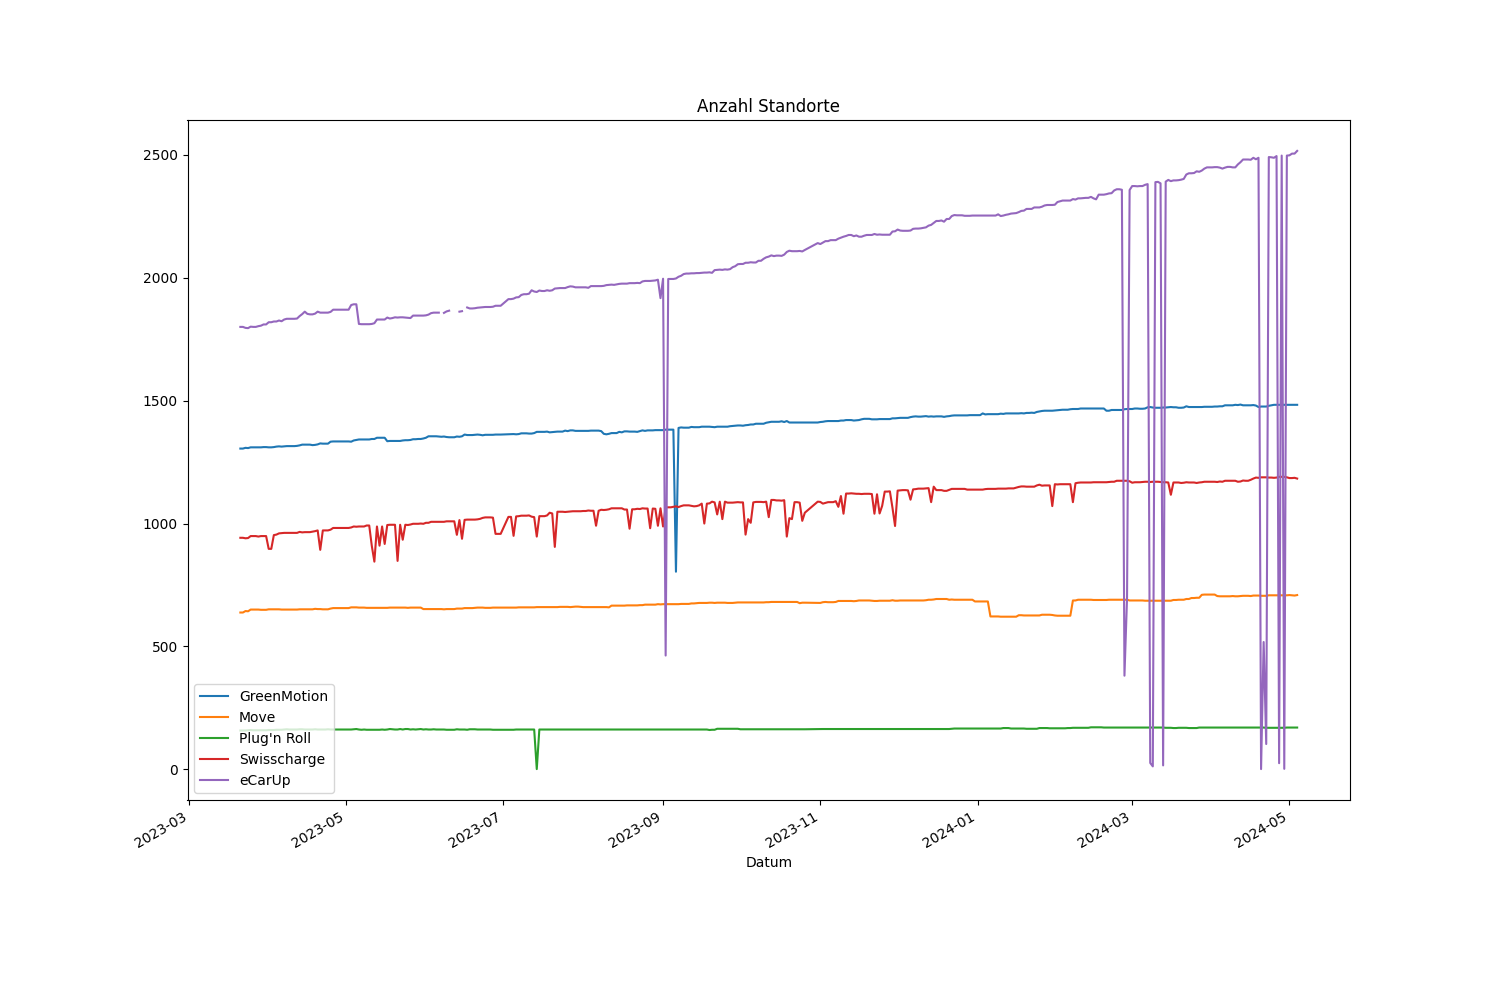 Anzahl Standorte
2500
2000
1500
1000
500
0
GreenMotion
Move
Plug'n Roll
Swisscharge
eCarUp
2023-03
2023-05
2023-07
2023-09
2023-11
2024-01
2024-03
2024-05
Datum